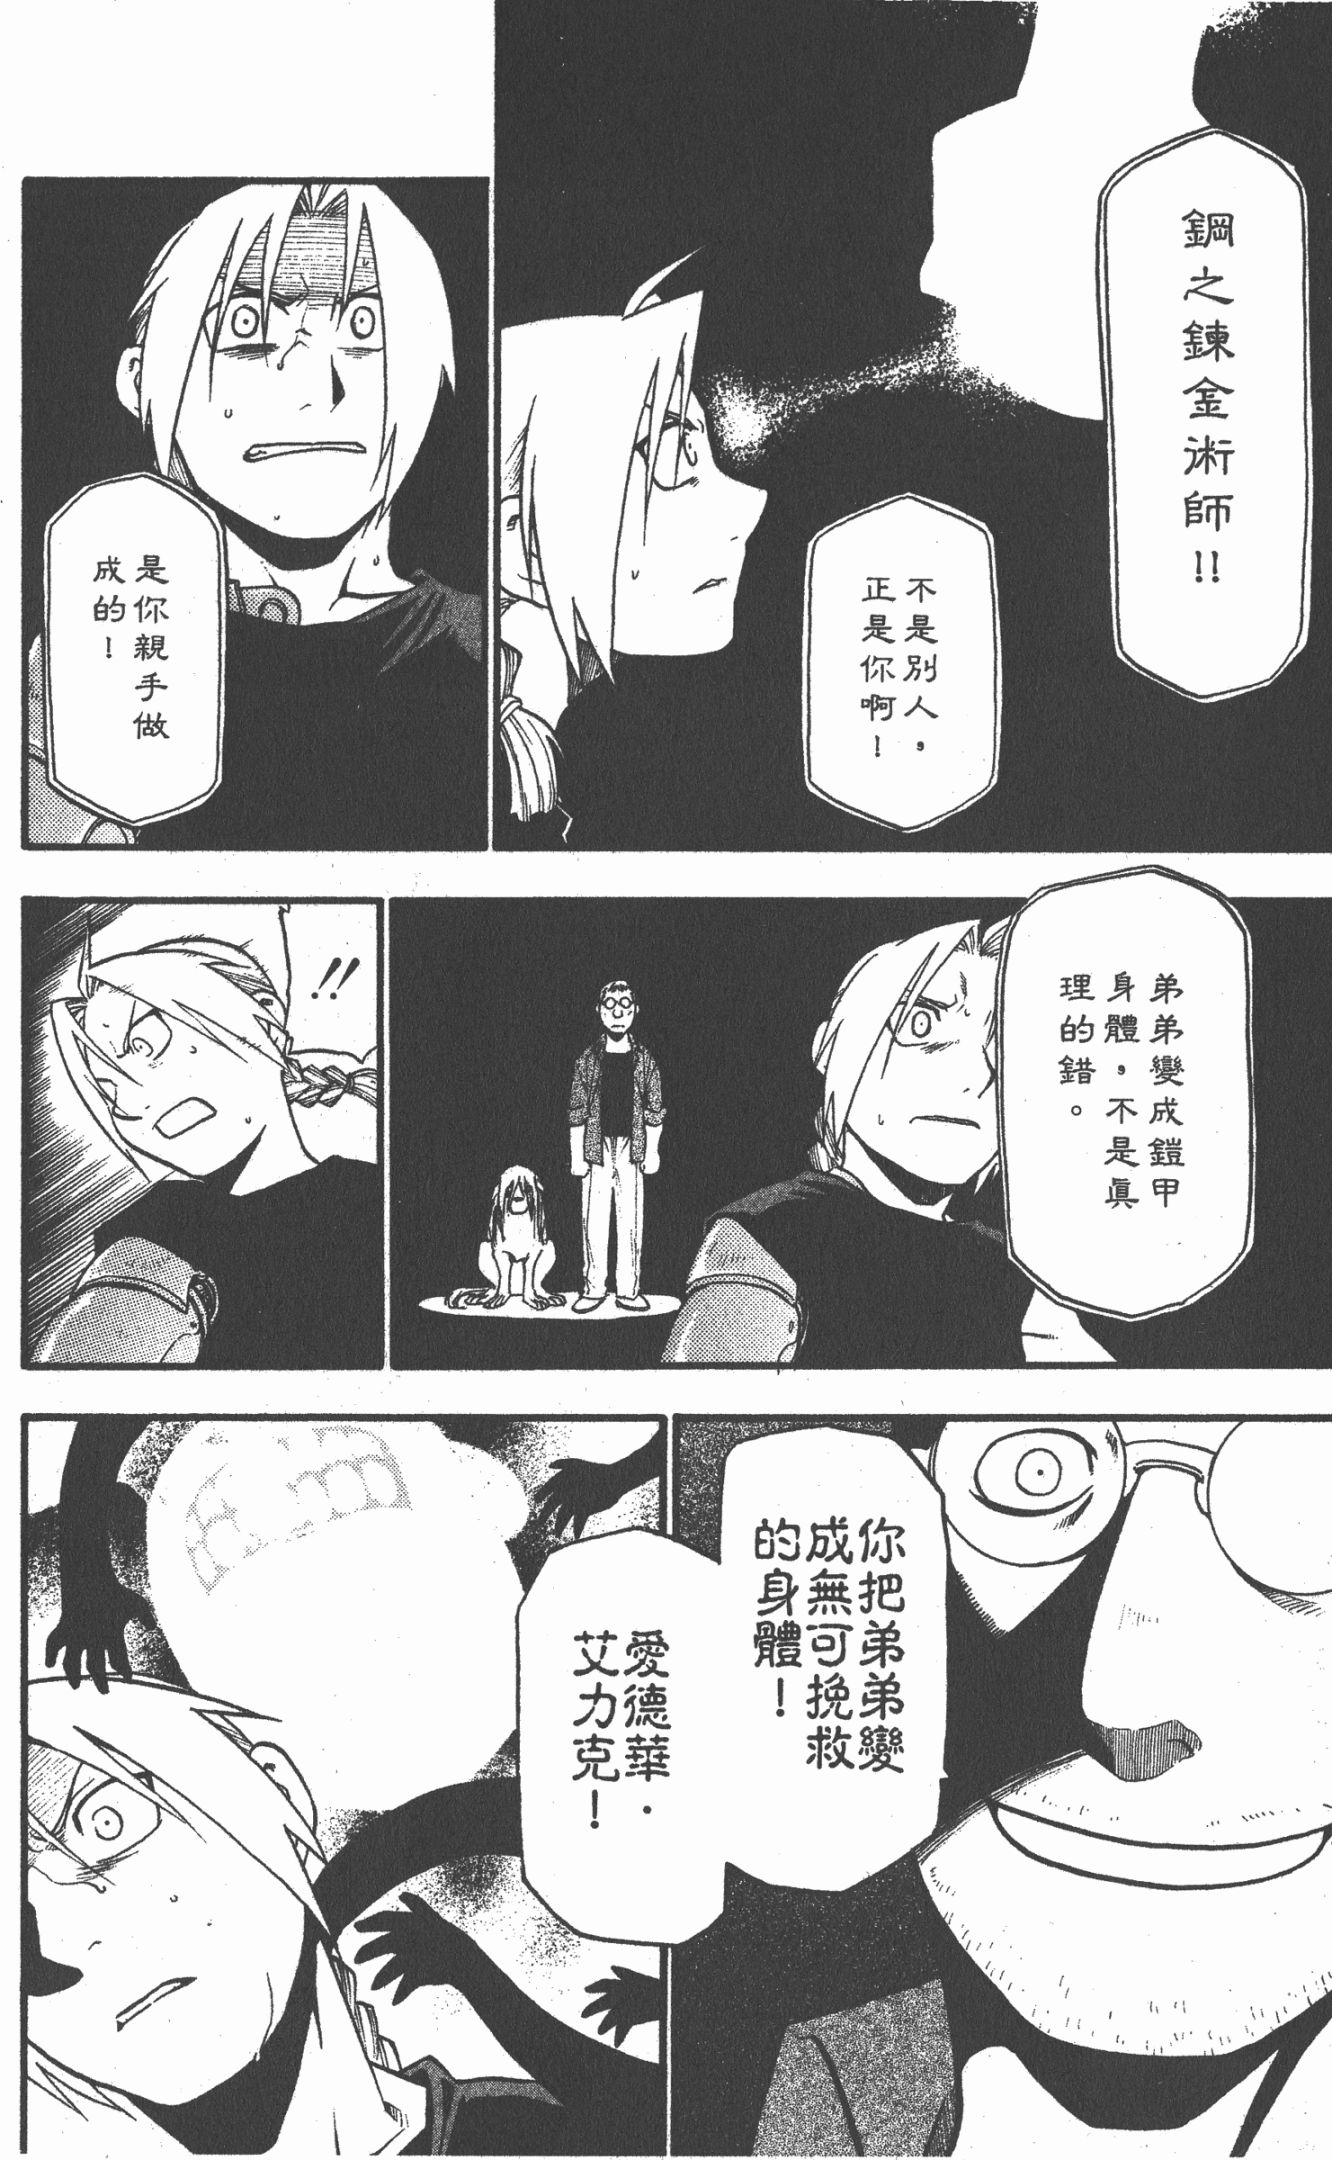 鋼之鍊金術師!!
不是別人，
正是你啊！
是你親手做
成的！
弟弟變成鎧甲
身體，不是真
理的錯。
!!
你把弟弟變
成無可挽救
的身體！
愛德華．
艾力克！